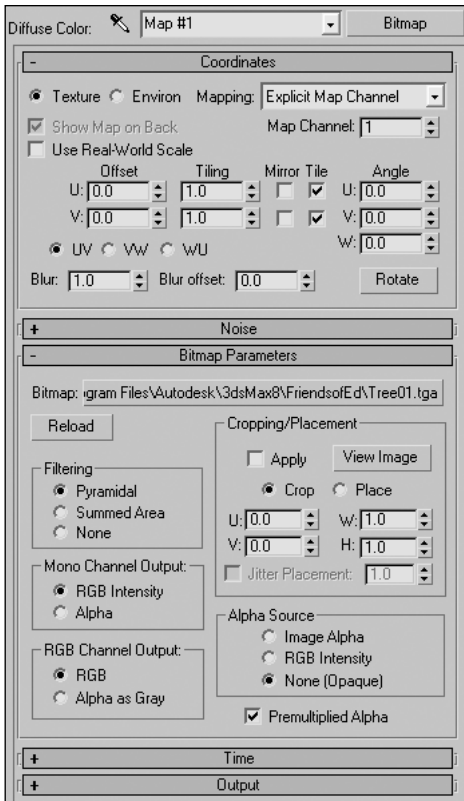 Diffuse Color: Map #1 Bitmap
- Coordinates
Texture Environ Mapping: Explicit Map Channel
Show Map on Back Map Channel: 1
Use Real-World Scale
Offset Tiling Mirror Tile Angle
U: 0.0 1.0 U: 0.0
V: 0.0 1.0 V: 0.0
W: 0.0
UV VW WU
Blur: 1.0 Blur offset: 0.0 Rotate
+ Noise
- Bitmap Parameters
Bitmap: gram Files\Autodesk\3dsMax8\FriendsofEd\Tree01.tga
Reload
Cropping/Placement
Apply View Image
Crop Place
U: 0.0 W: 1.0
V: 0.0 H: 1.0
Jitter Placement: 1.0
Filtering
Pyramidal
Summed Area
None
Mono Channel Output:
RGB Intensity
Alpha
RGB Channel Output:
RGB
Alpha as Gray
Alpha Source
Image Alpha
RGB Intensity
None (Opaque)
Premultiplied Alpha
+ Time
+ Output